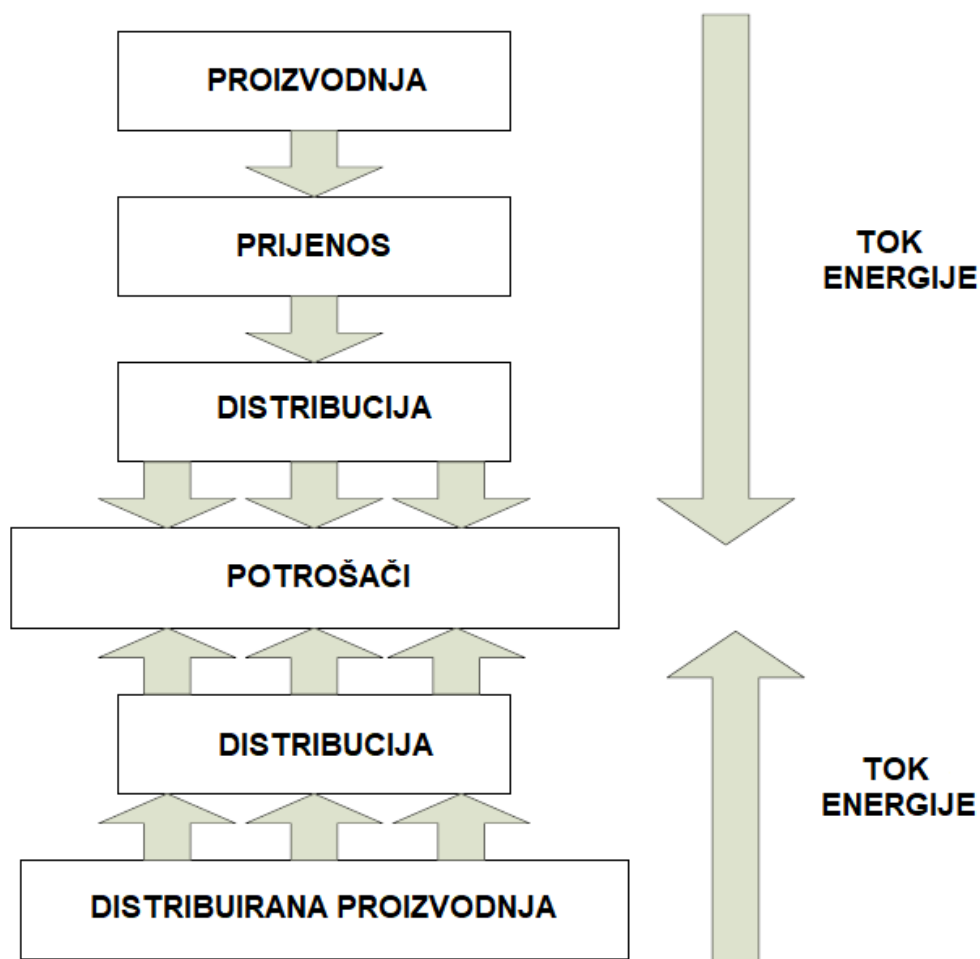 PROIZVODNJA
PRIJENOS
TOK
ENERGIJE
DISTRIBUCIJA
POTROŠAČI
DISTRIBUCIJA
TOK
ENERGIJE
DISTRIBUIRANA PROIZVODNJA